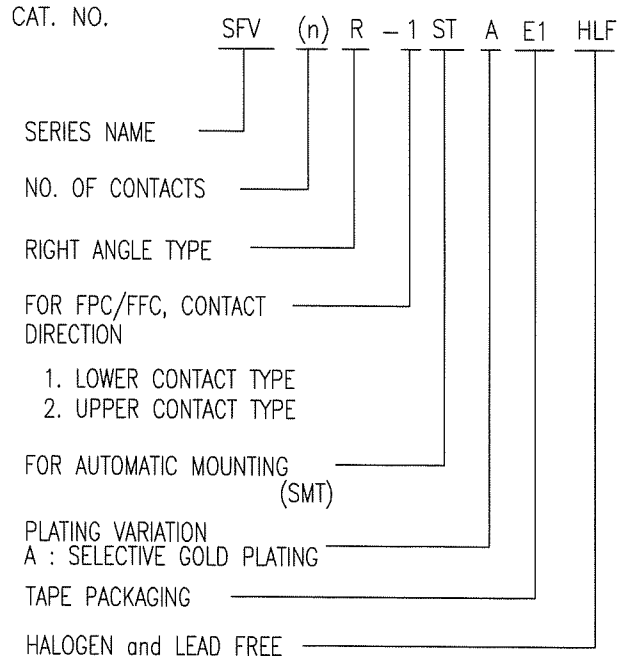 CAT. NO.
SFV (n) R - 1 ST A E1 HLF
SERIES NAME
NO. OF CONTACTS
RIGHT ANGLE TYPE
FOR FPC/FFC, CONTACT
DIRECTION
1. LOWER CONTACT TYPE
2. UPPER CONTACT TYPE
FOR AUTOMATIC MOUNTING
(SMT)
PLATING VARIATION
A : SELECTIVE GOLD PLATING
TAPE PACKAGING
HALOGEN and LEAD FREE